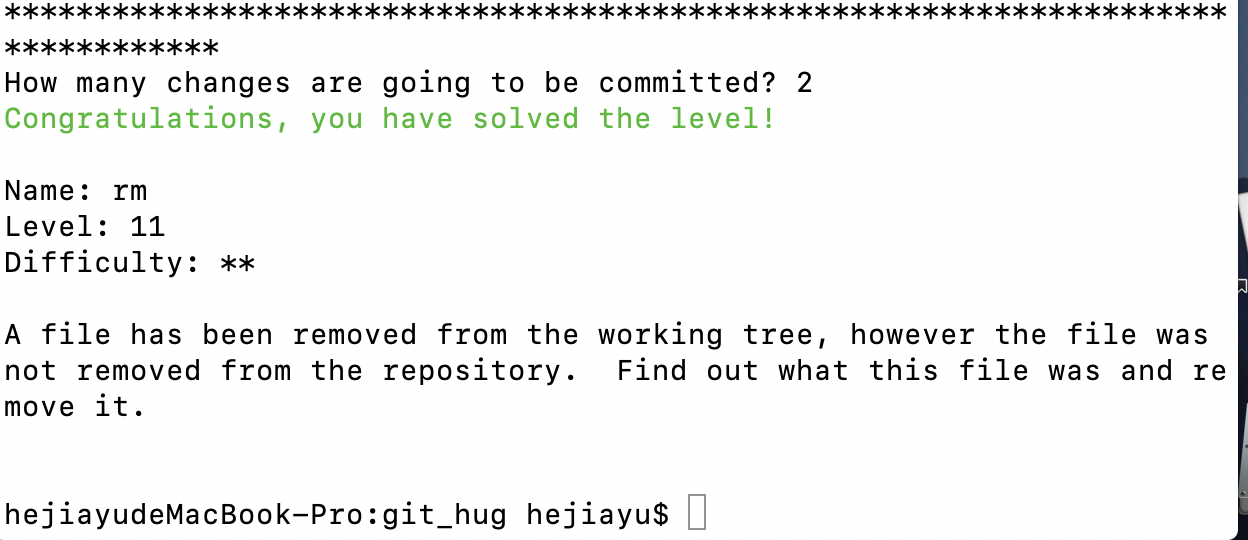 ********************************************************************
************
How many changes are going to be committed? 2
Congratulations, you have solved the level!
Name: rm
Level: 11
Difficulty: **
A file has been removed from the working tree, however the file was
not removed from the repository.  Find out what this file was and re
move it.
hejiayudeMacBook-Pro:git_hug hejiayu$